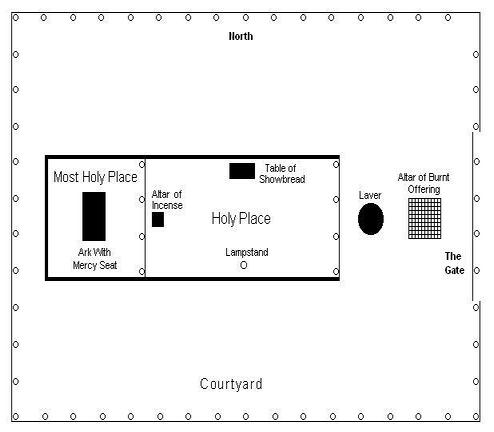 North
Most Holy Place
Ark With
Mercy Seat
Altar of
Incense
Table of
Showbread
Holy Place
Lampstand
Laver
Altar of Burnt
Offering
The
Gate
Courtyard